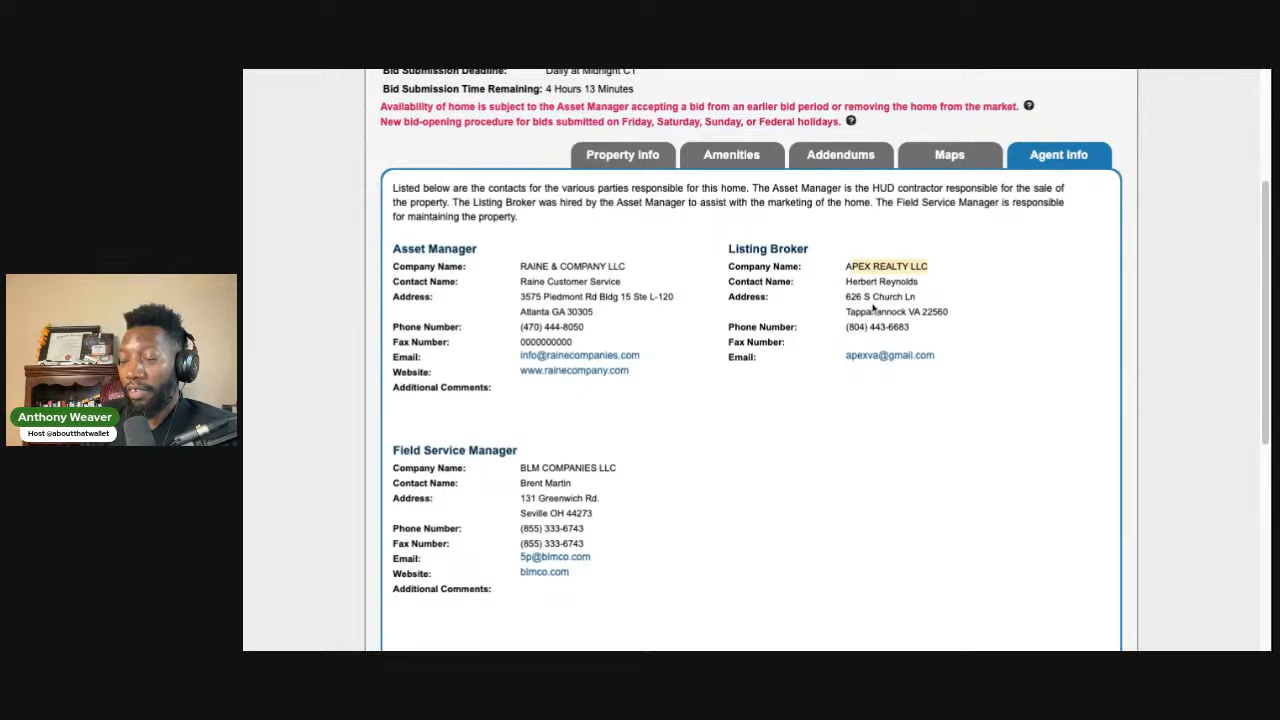 Bid Submission Deadline: Daily at Midnight CT
Bid Submission Time Remaining: 4 Hours 13 Minutes
Availability of home is subject to the Asset Manager accepting a bid from an earlier bid period or removing the home from the market.
New bid-opening procedure for bids submitted on Friday, Saturday, Sunday, or Federal holidays.
Property Info Amenities Addendums Maps Agent Info
Listed below are the contacts for the various parties responsible for this home. The Asset Manager is the HUD contractor responsible for the sale of
the property. The Listing Broker was hired by the Asset Manager to assist with the marketing of the home. The Field Service Manager is responsible
for maintaining the property.
Asset Manager
Company Name: RAINE & COMPANY LLC
Contact Name: Raine Customer Service
Address: 3575 Piedmont Rd Bldg 15 Ste L-120
Atlanta GA 30305
Phone Number: (470) 444-8050
Fax Number: 0000000000
Email: info@rainecompanies.com
Website: www.rainecompany.com
Additional Comments:
Listing Broker
Company Name: APEX REALTY LLC
Contact Name: Herbert Reynolds
Address: 626 S Church Ln
Tappahannock VA 22560
Phone Number: (804) 443-6683
Fax Number:
Email: apexva@gmail.com
Field Service Manager
Company Name: BLM COMPANIES LLC
Contact Name: Brent Martin
Address: 131 Greenwich Rd.
Seville OH 44273
Phone Number: (855) 333-6743
Fax Number: (855) 333-6743
Email: 5p@blmco.com
Website: blmco.com
Additional Comments:
Anthony Weaver
Host @aboutthatwallet